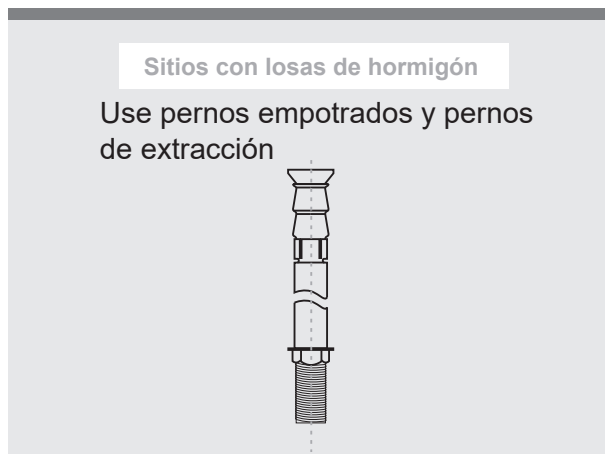 Sitios con losas de hormigón
Use pernos empotrados y pernos
de extracción